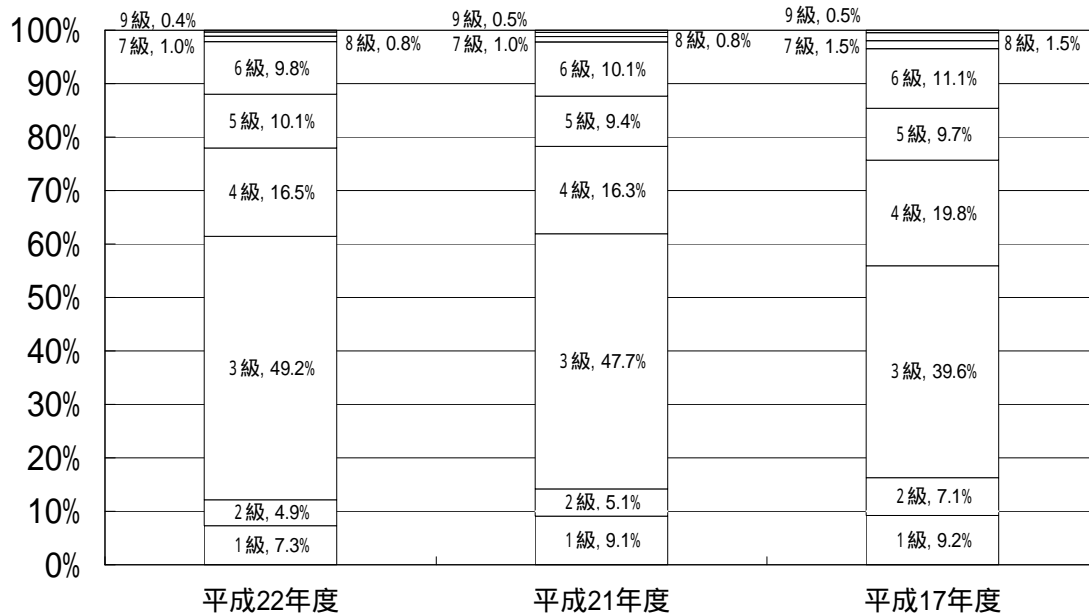 9級, 0.4%
9級, 0.5%
9級, 0.5%
100%
7級, 1.0%
8級, 0.8%
7級, 1.0%
8級, 0.8%
7級, 1.5%
8級, 1.5%
6級, 9.8%
6級, 10.1%
6級, 11.1%
90%
5級, 10.1%
5級, 9.4%
5級, 9.7%
80%
4級, 16.5%
4級, 16.3%
4級, 19.8%
70%
60%
50%
40%
3級, 49.2%
3級, 47.7%
3級, 39.6%
30%
20%
2級, 4.9%
2級, 5.1%
2級, 7.1%
10%
1級, 7.3%
1級, 9.1%
1級, 9.2%
0%
平成22年度
平成21年度
平成17年度